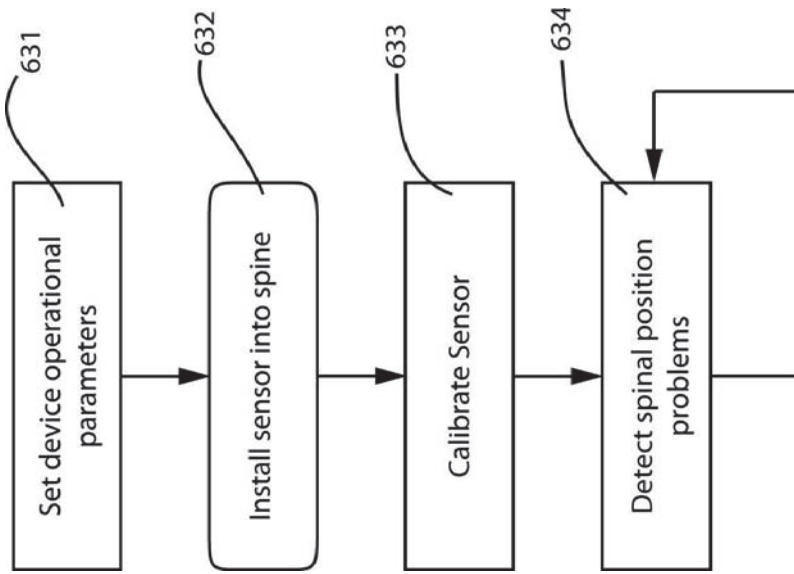 631
Set device operational
parameters
632
Install sensor into spine
633
Calibrate Sensor
634
Detect spinal position
problems